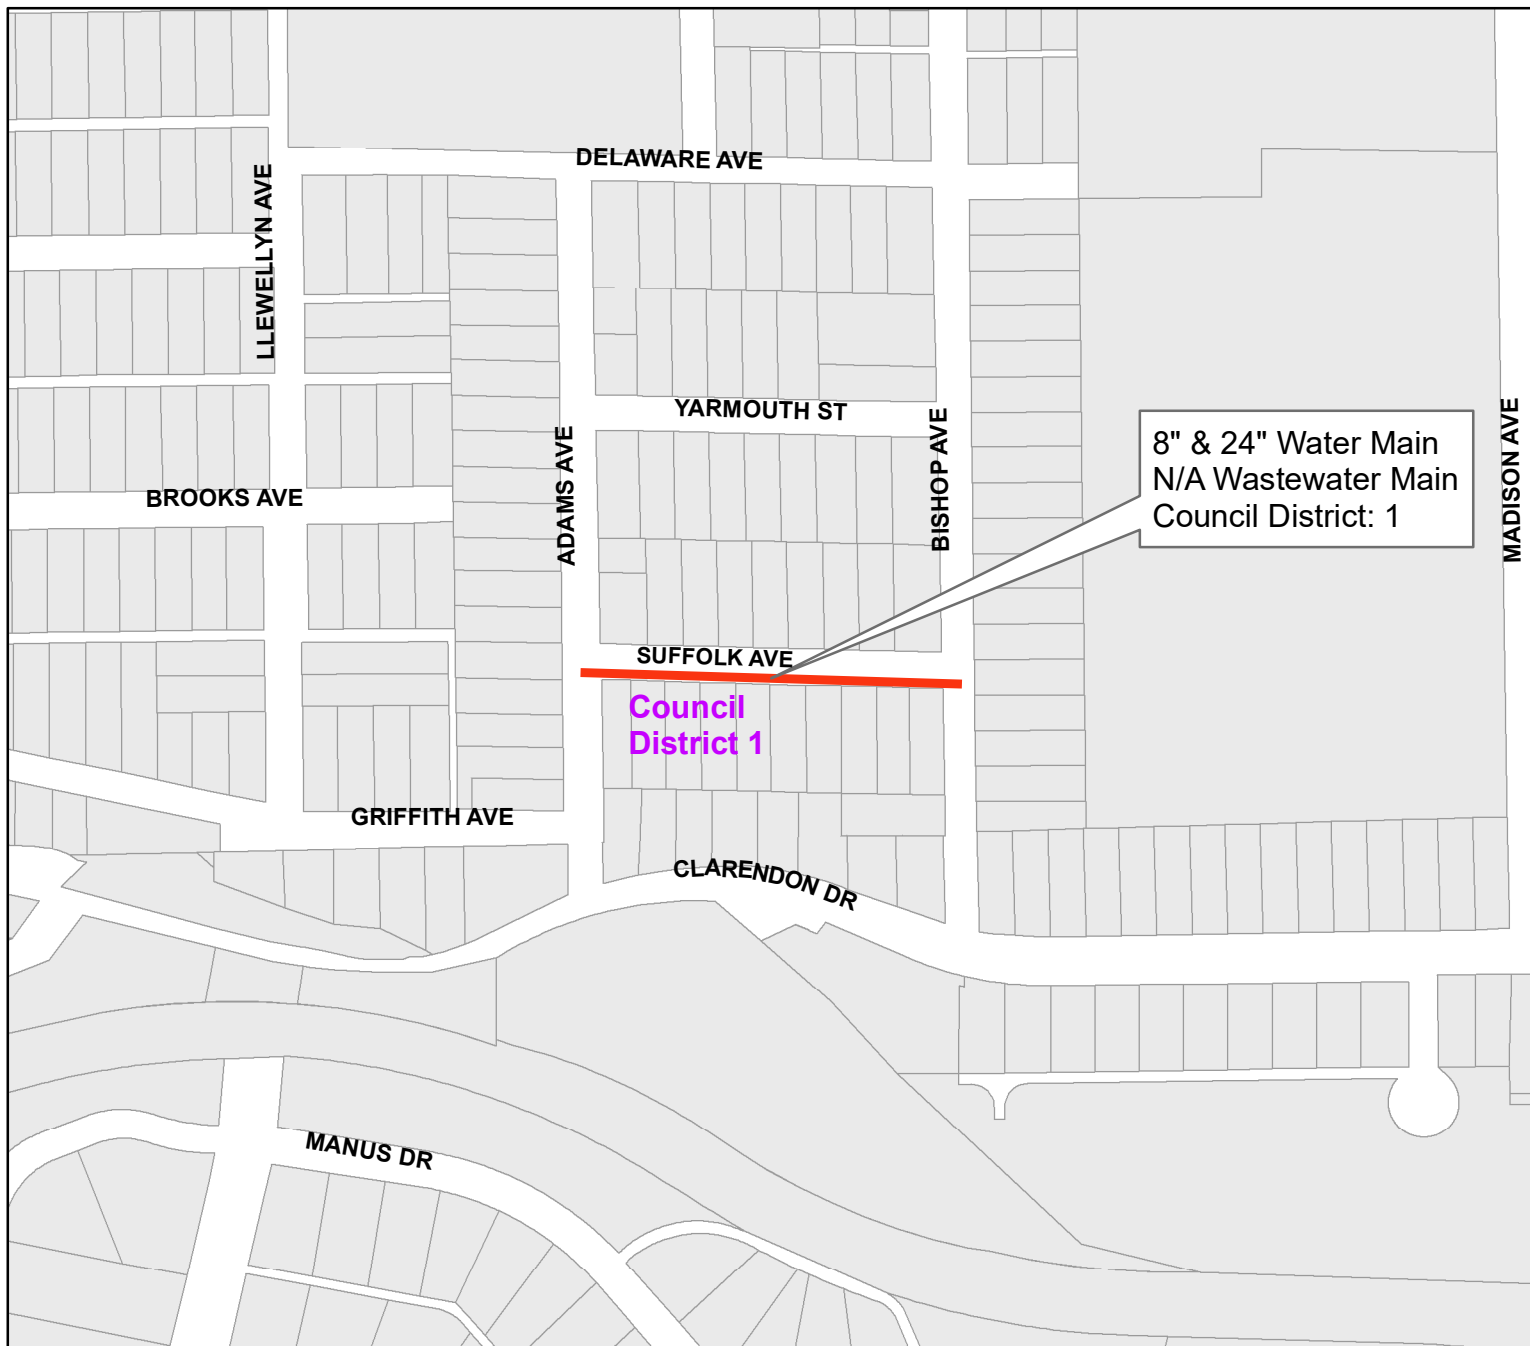 DELAWARE AVE
LLEWELLYN AVE
YARMOUTH ST
MADISON AVE
BISHOP AVE
ADAMS AVE
8" & 24" Water Main
N/A Wastewater Main
Council District: 1
BROOKS AVE
SUFFOLK AVE
Council
District 1
GRIFFITH AVE
CLARENDON DR
MANUS DR